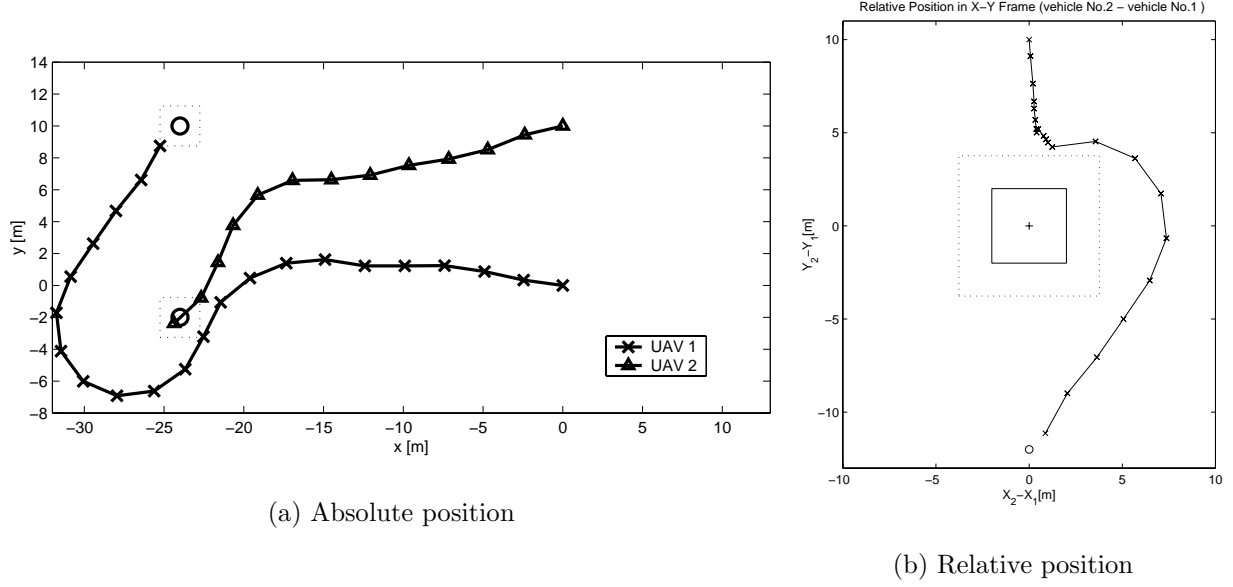 14
12
10
8
6
4
2
0
−2
−4
−6
−8
y [m]
−30 −25 −20 −15 −10 −5 0 5 10
x [m]
UAV 1
UAV 2
(a) Absolute position
Relative Position in X−Y Frame (vehicle No.2 − vehicle No.1 )
10
5
0
−5
−10
Y2−Y1[m]
−10 −5 0 5 10
X2−X1[m]
(b) Relative position